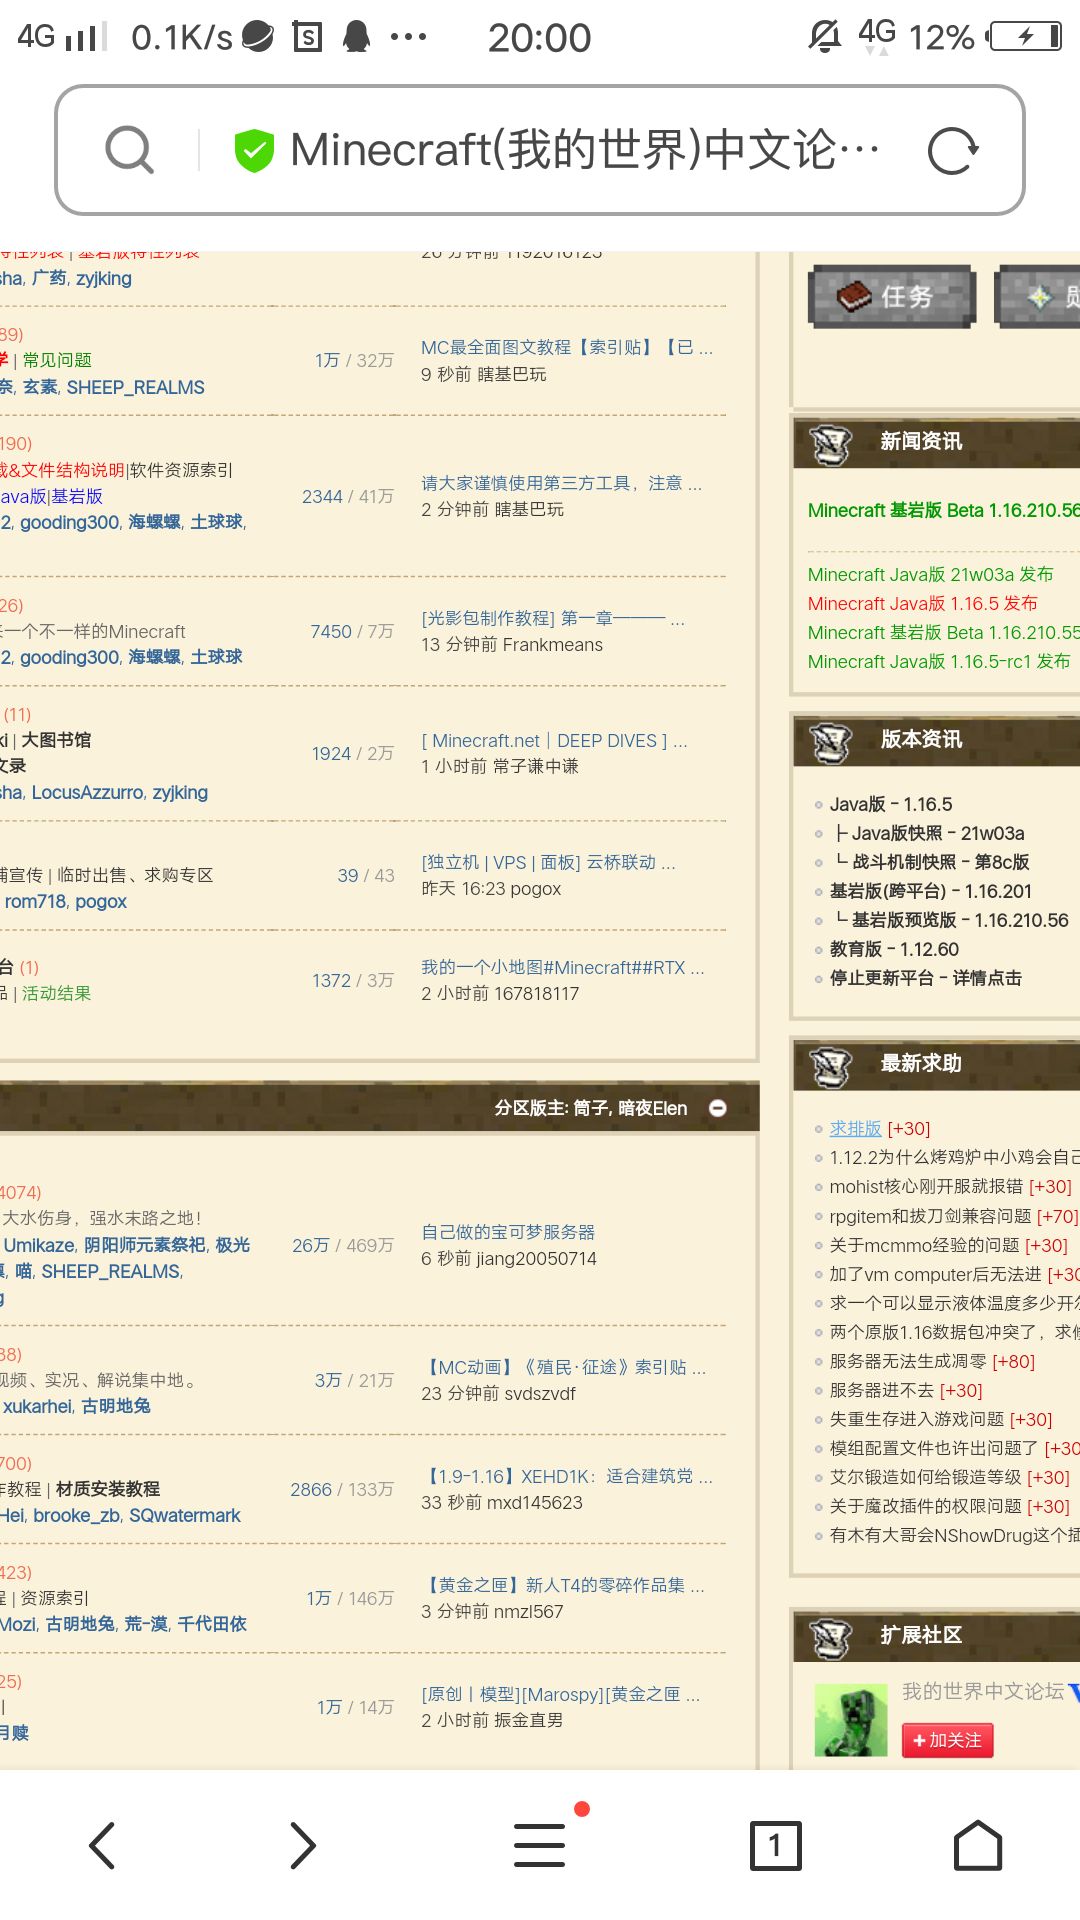 4G 0.1K/s 20:00 4G 12%
Minecraft(我的世界)中文论…
特性列表 | 基岩版特性列表
sha, 广药, zyjking
26 分钟前 1192016123
89)
学 | 常见问题
奈, 玄素, SHEEP_REALMS
1万 / 32万
MC最全面图文教程【索引贴】【已 ...
9 秒前 瞎基巴玩
190)
载&文件结构说明|软件资源索引
ava版|基岩版
2, gooding300, 海螺螺, 土球球,
2344 / 41万
请大家谨慎使用第三方工具，注意 ...
2 分钟前 瞎基巴玩
26)
来一个不一样的Minecraft
2, gooding300, 海螺螺, 土球球
7450 / 7万
[光影包制作教程] 第一章——— ...
13 分钟前 Frankmeans
(11)
ki | 大图书馆
文录
sha, LocusAzzurro, zyjking
1924 / 2万
[ Minecraft.net｜DEEP DIVES ] ...
1 小时前 常子谦中谦
铺宣传 | 临时出售、求购专区
rom718, pogox
39 / 43
[独立机 | VPS | 面板] 云桥联动 ...
昨天 16:23 pogox
台 (1)
品 | 活动结果
1372 / 3万
我的一个小地图#Minecraft##RTX ...
2 小时前 167818117
分区版主: 筒子, 暗夜Elen
4074)
大水伤身，强水末路之地！
Umikaze, 阴阳师元素祭祀, 极光
, 喵, SHEEP_REALMS,
g
26万 / 469万
自己做的宝可梦服务器
6 秒前 jiang20050714
38)
视频、实况、解说集中地。
xukarhei, 古明地兔
3万 / 21万
【MC动画】《殖民·征途》索引贴 ...
23 分钟前 svdszvdf
700)
作教程 | 材质安装教程
Hei, brooke_zb, SQwatermark
2866 / 133万
【1.9-1.16】XEHD1K：适合建筑党 ...
33 秒前 mxd145623
423)
程 | 资源索引
Mozi, 古明地兔, 荒-漠, 千代田依
1万 / 146万
【黄金之匣】新人T4的零碎作品集 ...
3 分钟前 nmzl567
25)
|
月赎
1万 / 14万
[原创丨模型][Marospy][黄金之匣 ...
2 小时前 振金直男
任务
勋
新闻资讯
Minecraft 基岩版 Beta 1.16.210.56
Minecraft Java版 21w03a 发布
Minecraft Java版 1.16.5 发布
Minecraft 基岩版 Beta 1.16.210.55
Minecraft Java版 1.16.5-rc1 发布
版本资讯
Java版 - 1.16.5
├ Java版快照 - 21w03a
└ 战斗机制快照 - 第8c版
基岩版(跨平台) - 1.16.201
└ 基岩版预览版 - 1.16.210.56
教育版 - 1.12.60
停止更新平台 - 详情点击
最新求助
求排版 [+30]
1.12.2为什么烤鸡炉中小鸡会自己
mohist核心刚开服就报错 [+30]
rpgitem和拔刀剑兼容问题 [+70]
关于mcmmo经验的问题 [+30]
加了vm computer后无法进 [+30
求一个可以显示液体温度多少开尔
两个原版1.16数据包冲突了，求修
服务器无法生成凋零 [+80]
服务器进不去 [+30]
失重生存进入游戏问题 [+30]
模组配置文件也许出问题了 [+30
艾尔锻造如何给锻造等级 [+30]
关于魔改插件的权限问题 [+30]
有木有大哥会NShowDrug这个插
扩展社区
我的世界中文论坛
+加关注
1